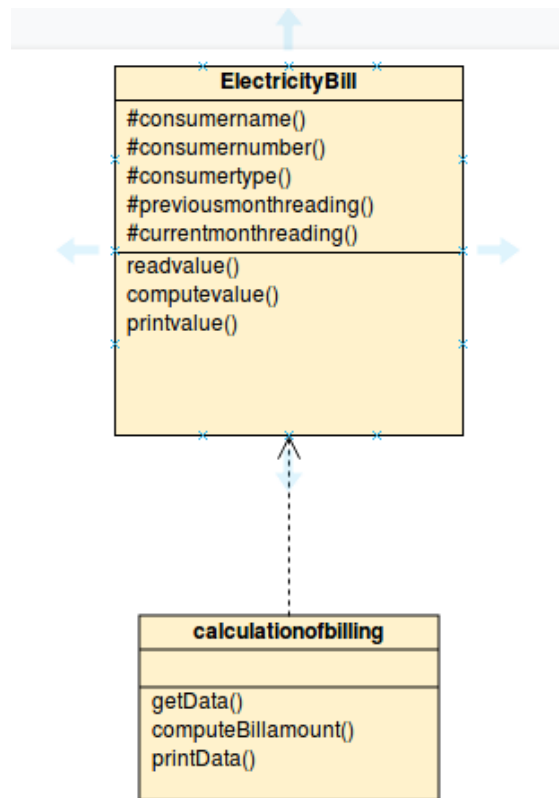 ElectricityBill
#consumername()
#consumernumber()
#consumertype()
#previousmonthreading()
#currentmonthreading()
readvalue()
computevalue()
printvalue()
calculationofbilling
getData()
computeBillamount()
printData()